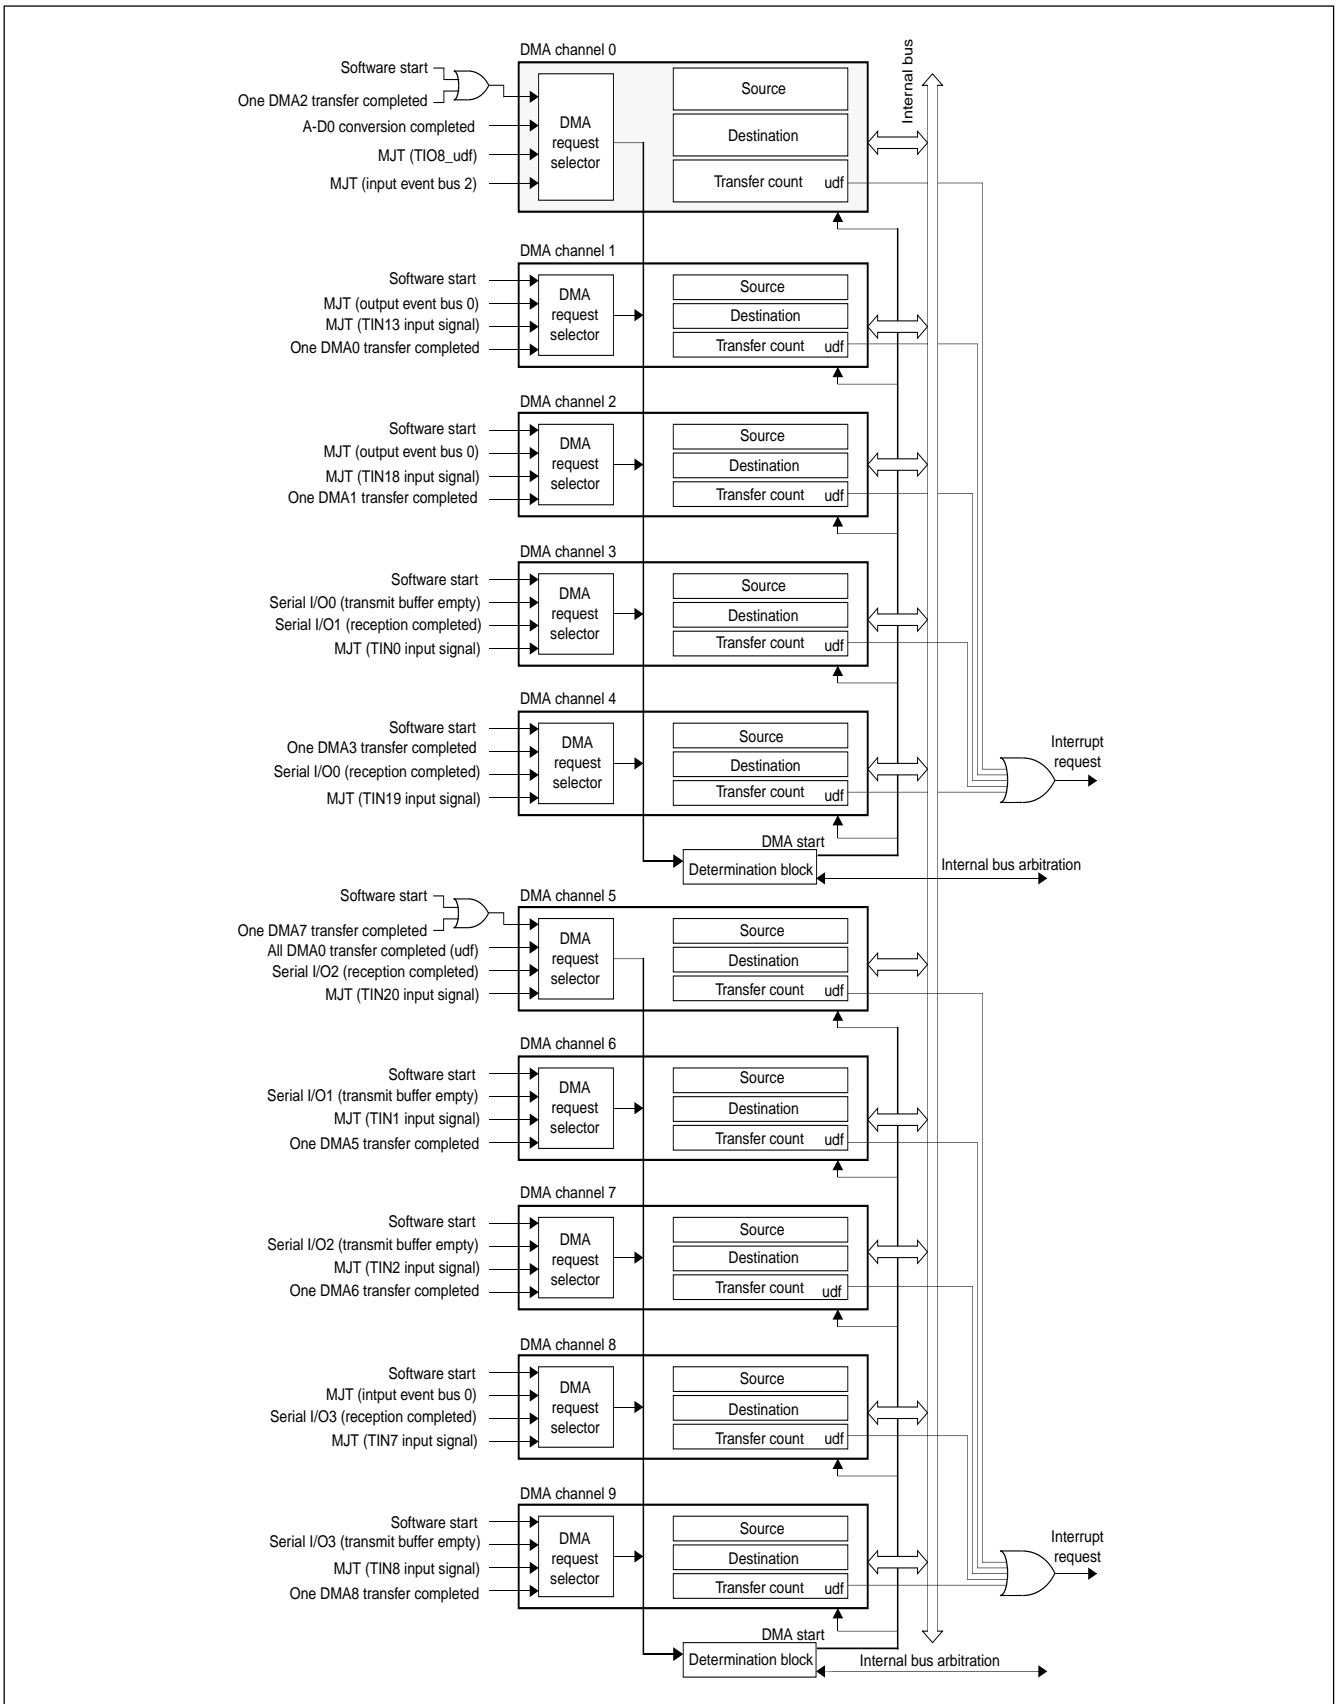 Internal bus
DMA channel 0
Software start
One DMA2 transfer completed
A-D0 conversion completed
MJT (TIO8_udf)
MJT (input event bus 2)
DMA
request
selector
Source
Destination
Transfer count udf
DMA channel 1
Software start
MJT (output event bus 0)
MJT (TIN13 input signal)
One DMA0 transfer completed
DMA
request
selector
Source
Destination
Transfer count udf
DMA channel 2
Software start
MJT (output event bus 0)
MJT (TIN18 input signal)
One DMA1 transfer completed
DMA
request
selector
Source
Destination
Transfer count udf
DMA channel 3
Software start
Serial I/O0 (transmit buffer empty)
Serial I/O1 (reception completed)
MJT (TIN0 input signal)
DMA
request
selector
Source
Destination
Transfer count udf
DMA channel 4
Software start
One DMA3 transfer completed
Serial I/O0 (reception completed)
MJT (TIN19 input signal)
DMA
request
selector
Source
Destination
Transfer count udf
Interrupt
request
DMA start
Determination block
Internal bus arbitration
DMA channel 5
Software start
One DMA7 transfer completed
All DMA0 transfer completed (udf)
Serial I/O2 (reception completed)
MJT (TIN20 input signal)
DMA
request
selector
Source
Destination
Transfer count udf
DMA channel 6
Software start
Serial I/O1 (transmit buffer empty)
MJT (TIN1 input signal)
One DMA5 transfer completed
DMA
request
selector
Source
Destination
Transfer count udf
DMA channel 7
Software start
Serial I/O2 (transmit buffer empty)
MJT (TIN2 input signal)
One DMA6 transfer completed
DMA
request
selector
Source
Destination
Transfer count udf
DMA channel 8
Software start
MJT (intput event bus 0)
Serial I/O3 (reception completed)
MJT (TIN7 input signal)
DMA
request
selector
Source
Destination
Transfer count udf
DMA channel 9
Software start
Serial I/O3 (transmit buffer empty)
MJT (TIN8 input signal)
One DMA8 transfer completed
DMA
request
selector
Source
Destination
Transfer count udf
Interrupt
request
DMA start
Determination block
Internal bus arbitration